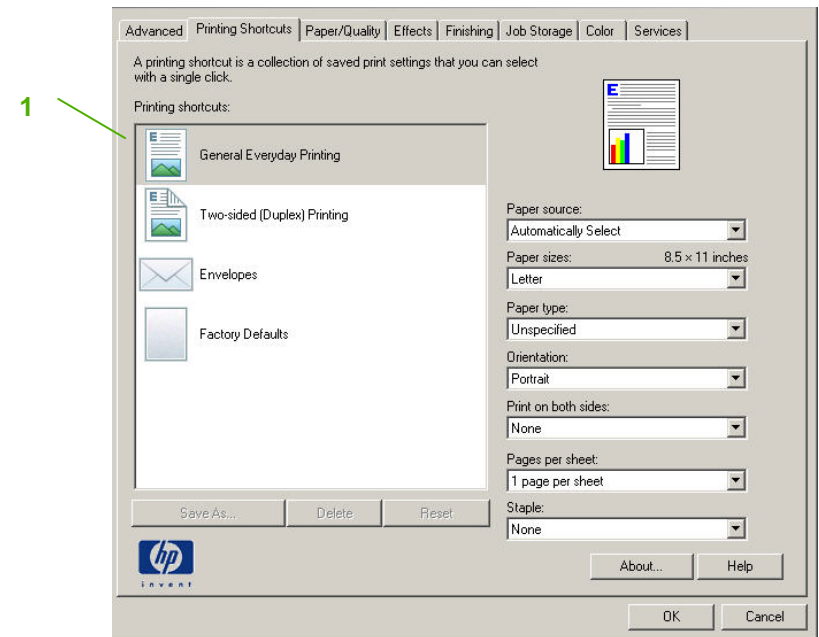 Advanced Printing Shortcuts Paper/Quality Effects Finishing Job Storage Color Services
A printing shortcut is a collection of saved print settings that you can select
with a single click.
1
Printing shortcuts:
E
General Everyday Printing
E
Two-sided (Duplex) Printing
Envelopes
Factory Defaults
Save As... Delete Reset
E
Paper source:
Automatically Select
Paper sizes: 8.5 × 11 inches
Letter
Paper type:
Unspecified
Orientation:
Portrait
Print on both sides:
None
Pages per sheet:
1 page per sheet
Staple:
None
hp
invent
About... Help
OK Cancel